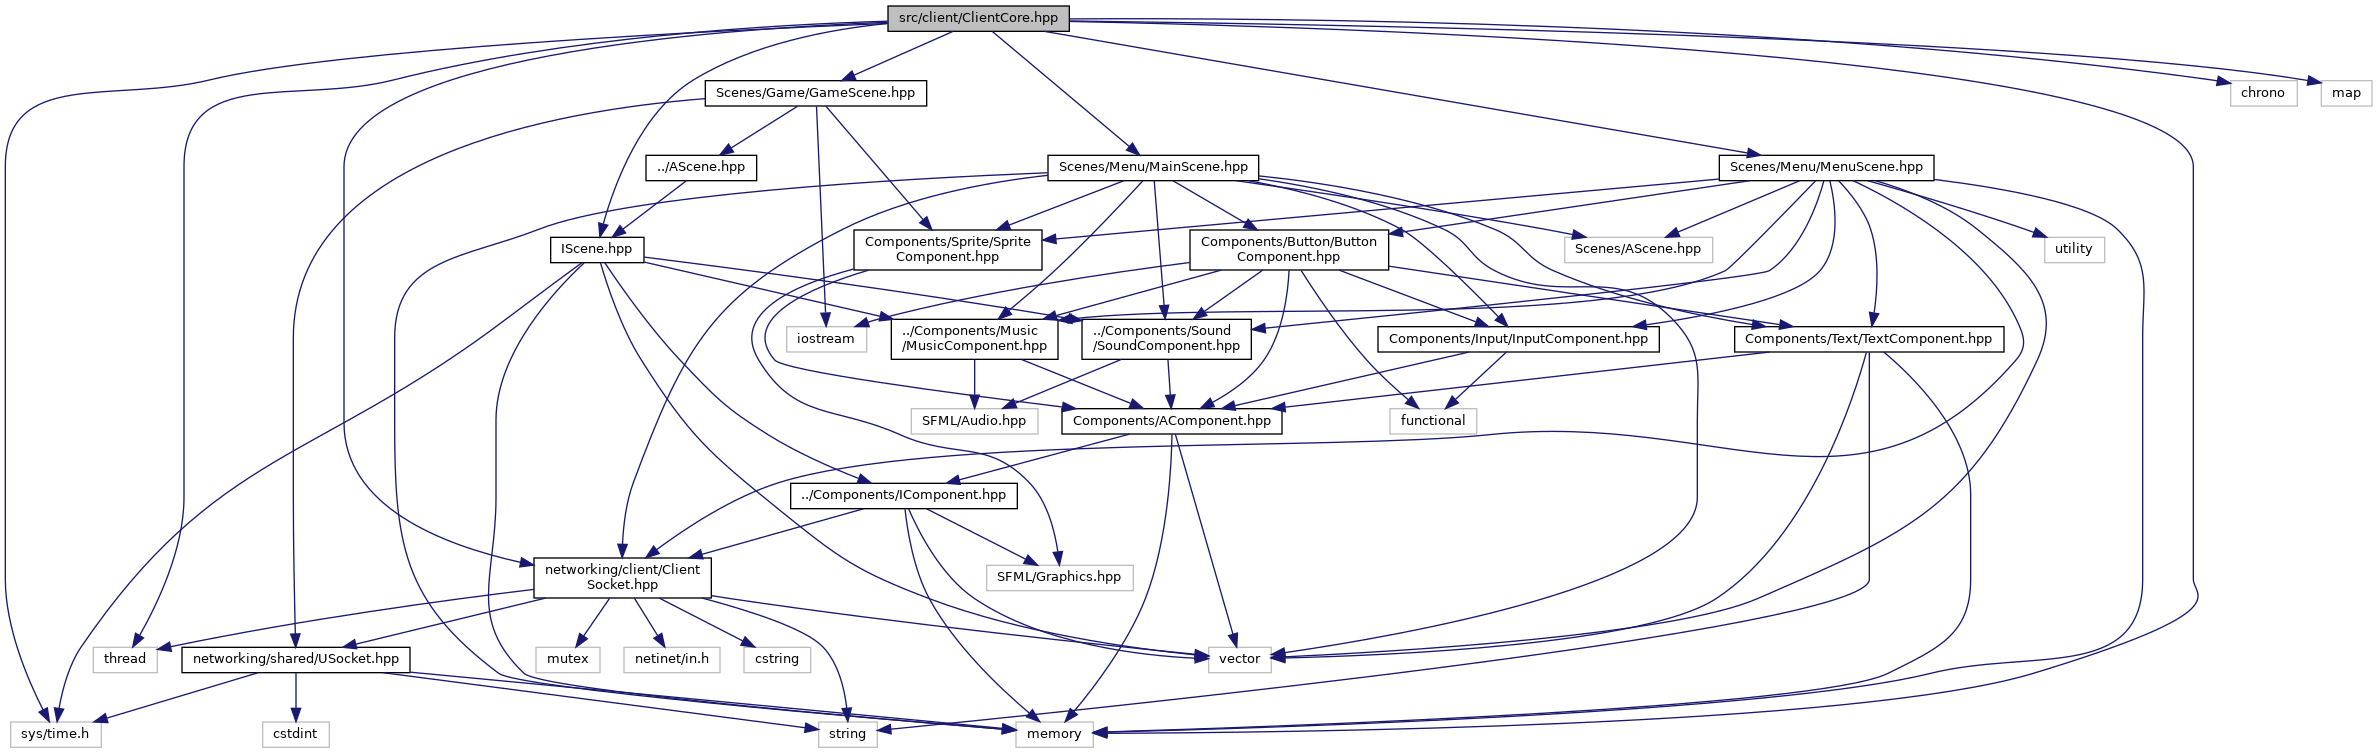 src/client/ClientCore.hpp
Scenes/Game/GameScene.hpp
chrono
map
../AScene.hpp
Scenes/Menu/MainScene.hpp
Scenes/Menu/MenuScene.hpp
IScene.hpp
Components/Sprite/Sprite
Component.hpp
Components/Button/Button
Component.hpp
Scenes/AScene.hpp
utility
iostream
../Components/Music
/MusicComponent.hpp
../Components/Sound
/SoundComponent.hpp
Components/Input/InputComponent.hpp
Components/Text/TextComponent.hpp
SFML/Audio.hpp
Components/AComponent.hpp
functional
../Components/IComponent.hpp
networking/client/Client
Socket.hpp
SFML/Graphics.hpp
thread
networking/shared/USocket.hpp
mutex
netinet/in.h
cstring
vector
sys/time.h
cstdint
string
memory